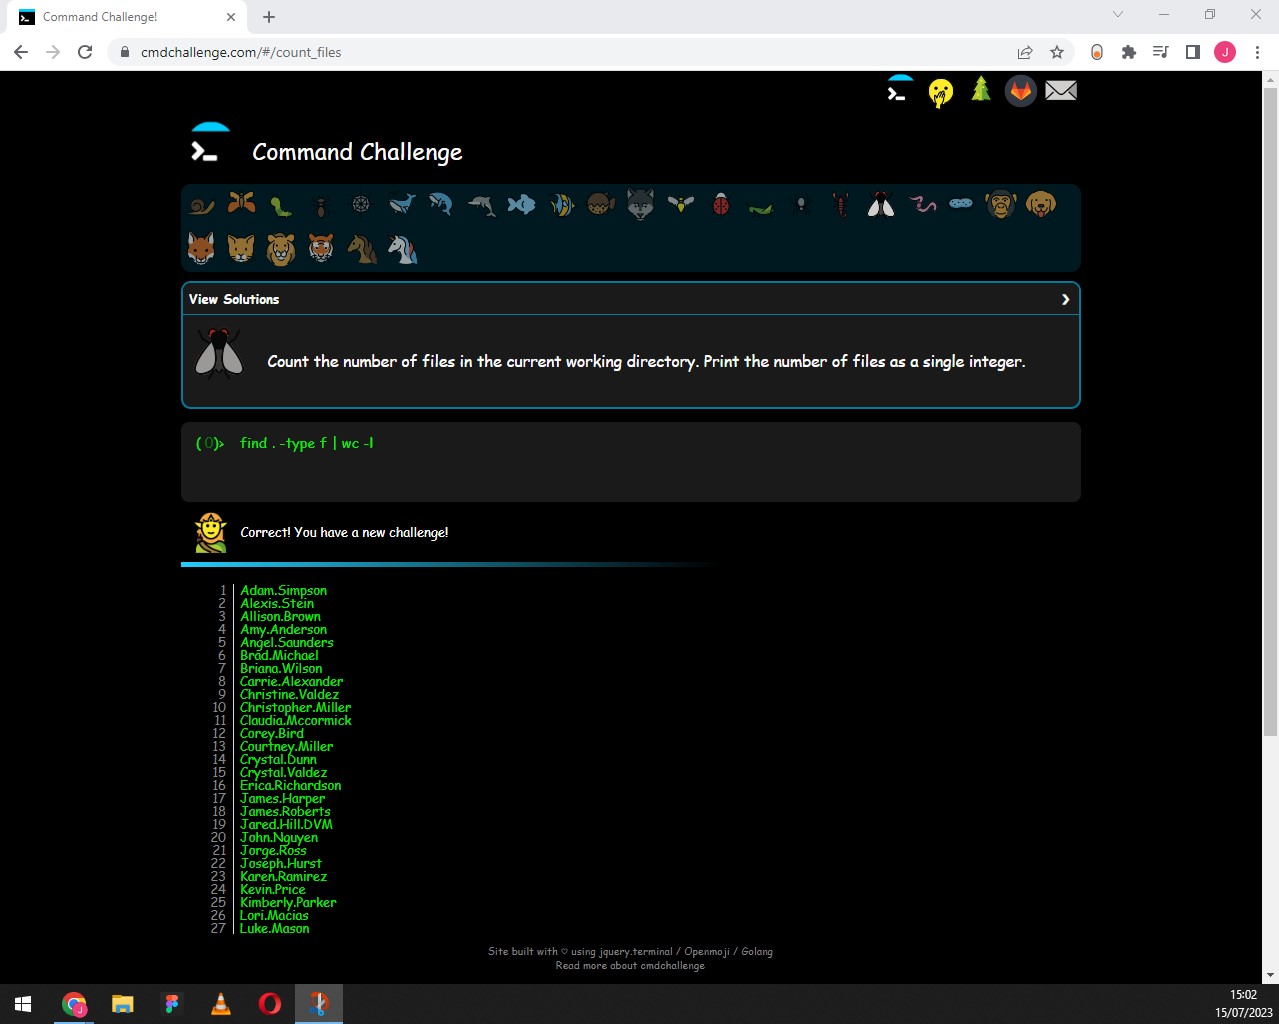 Command Challenge!
cmdchallenge.com/#/count_files
J
Command Challenge
View Solutions
Count the number of files in the current working directory. Print the number of files as a single integer.
(0)> find . -type f | wc -l
Correct! You have a new challenge!
1 Adam.Simpson
2 Alexis.Stein
3 Allison.Brown
4 Amy.Anderson
5 Angel.Saunders
6 Brad.Michael
7 Briana.Wilson
8 Carrie.Alexander
9 Christine.Valdez
10 Christopher.Miller
11 Claudia.Mccormick
12 Corey.Bird
13 Courtney.Miller
14 Crystal.Dunn
15 Crystal.Valdez
16 Erica.Richardson
17 James.Harper
18 James.Roberts
19 Jared.Hill.DVM
20 John.Nguyen
21 Jorge.Ross
22 Joseph.Hurst
23 Karen.Ramirez
24 Kevin.Price
25 Kimberly.Parker
26 Lori.Macias
27 Luke.Mason
Site built with ♡ using jquery.terminal / Openmoji / Golang
Read more about cmdchallenge
J
15:02
15/07/2023